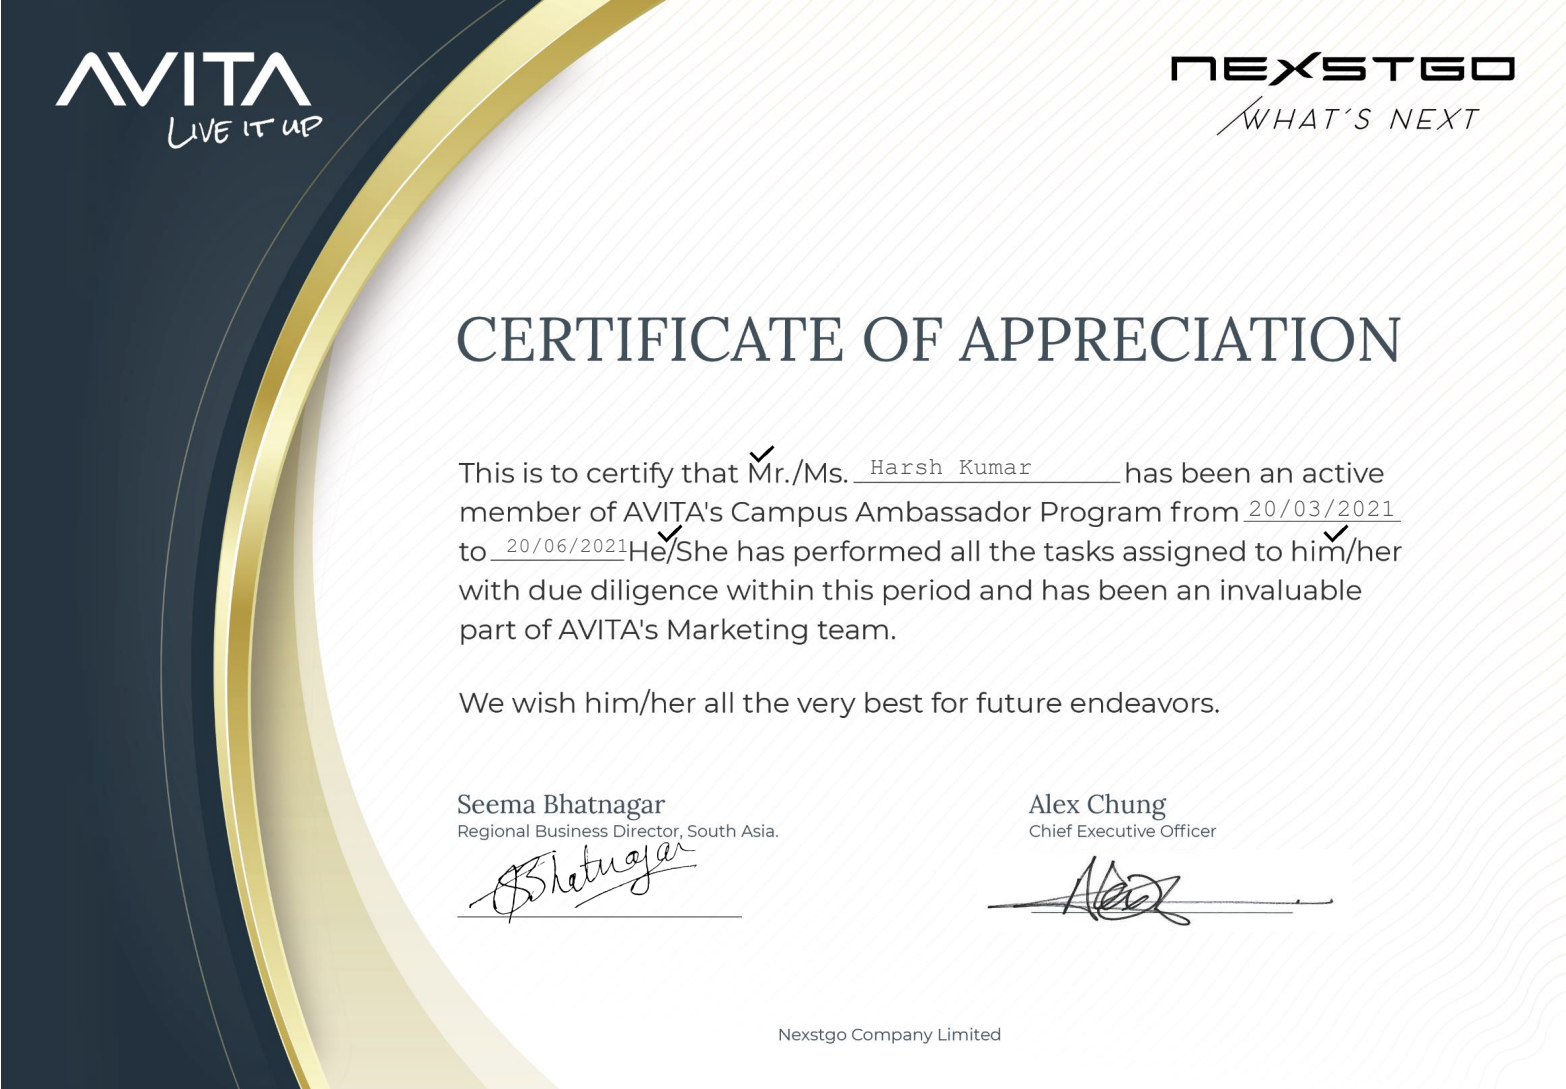 AVITA
LIVE IT UP
NEXSTGO
WHAT'S NEXT
CERTIFICATE OF APPRECIATION
This is to certify that Mr./Ms. Harsh Kumar has been an active
member of AVITA's Campus Ambassador Program from 20/03/2021
to 20/06/2021 He/She has performed all the tasks assigned to him/her
with due diligence within this period and has been an invaluable
part of AVITA's Marketing team.
We wish him/her all the very best for future endeavors.
Seema Bhatnagar
Regional Business Director, South Asia.
SBhatnagar
Alex Chung
Chief Executive Officer
Alex
Nexstgo Company Limited